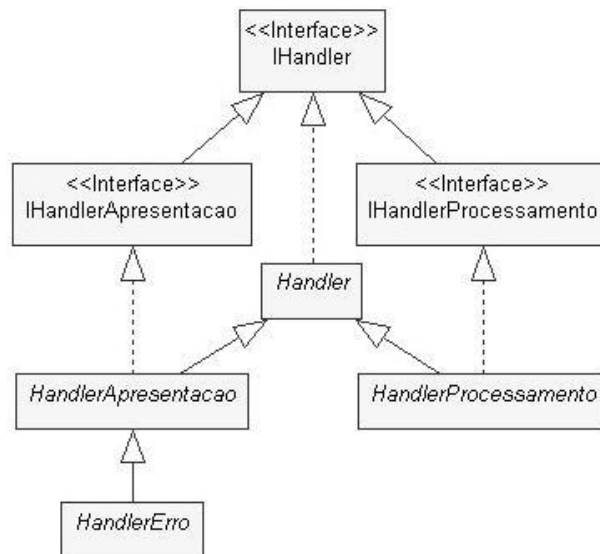 <<Interface>>
IHandler
<<Interface>>
IHandlerApresentacao
<<Interface>>
IHandlerProcessamento
Handler
HandlerApresentacao
HandlerProcessamento
HandlerErro